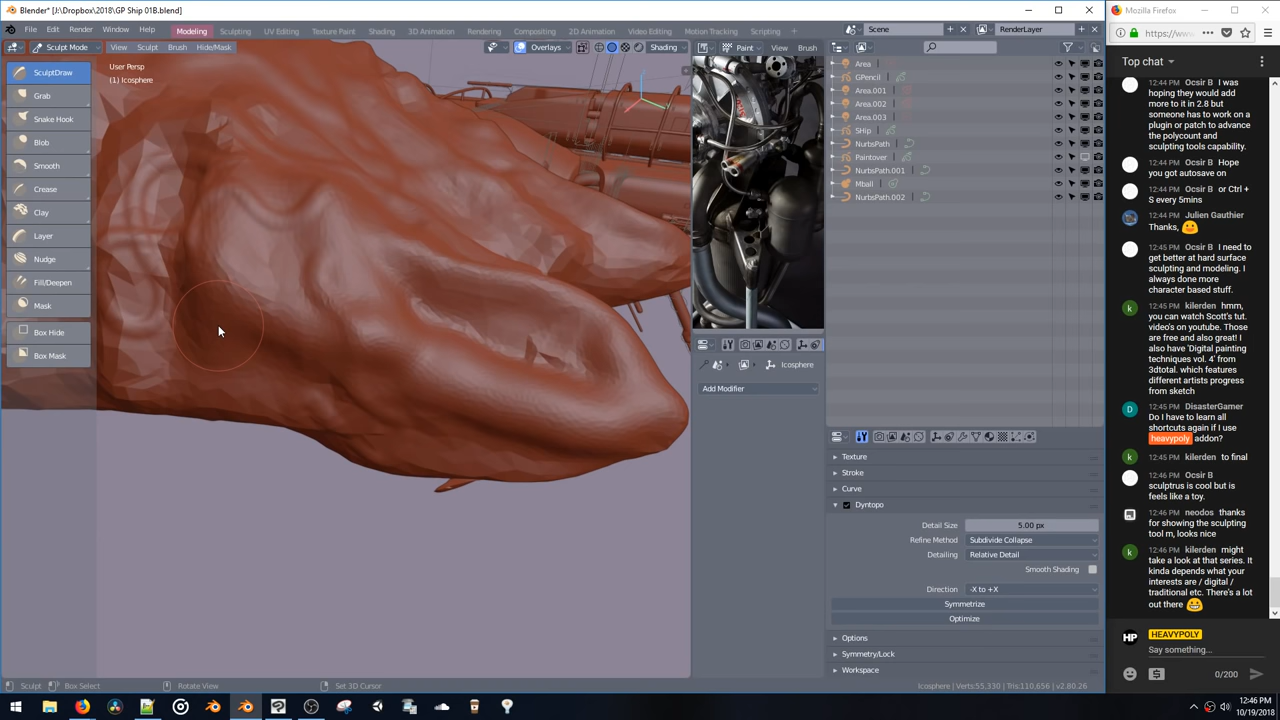 Blender* [J:\Dropbox\2018\GP Ship 01B.blend]
File Edit Render Window Help Modeling Sculpting UV Editing Texture Paint Shading 3D Animation Rendering Compositing 2D Animation Video Editing Motion Tracking Scripting Scene RenderLayer
Sculpt Mode View Sculpt Brush Hide/Mask Overlays Shading Paint View Brush
User Persp
(1) Icosphere
SculptDraw
Grab
Snake Hook
Blob
Smooth
Crease
Clay
Layer
Nudge
Fill/Deepen
Mask
Box Hide
Box Mask
Icosphere
Add Modifier
Area
GPencil
Area.001
Area.002
Area.003
SHip
NurbsPath
Paintover
NurbsPath.001
Mball
NurbsPath.002
Texture
Stroke
Curve
Dyntopo
Detail Size 5.00 px
Refine Method Subdivide Collapse
Detailing Relative Detail
Smooth Shading
Direction -X to +X
Symmetrize
Optimize
Options
Symmetry/Lock
Workspace
Sculpt Box Select Rotate View Set 3D Cursor Icosphere | Verts:55,330 | Tris:110,656 | v2.80.26
Mozilla Firefox
https://www.
Top chat
12:44 PM Ocsir B I was
hoping they would add
more to it in 2.8 but
someone has to work on a
plugin or patch to advance
the polycount and
sculpting tools capability.
12:44 PM Ocsir B Hope
you got autosave on
12:44 PM Ocsir B or Ctrl +
S every 5mins
12:44 PM Julien Gauthier
Thanks,
12:45 PM Ocsir B I need to
get better at hard surface
sculpting and modeling. I
always done more
character based stuff.
12:45 PM kilerden hmm,
you can watch Scott's tut.
video's on youtube. Those
are free and also great! I
also have 'Digital painting
techniques vol. 4' from
3dtotal. which features
different artists progress
from sketch
12:45 PM DisasterGamer
Do I have to learn all
shortcuts again if I use
heavypoly addon?
12:45 PM kilerden to final
12:46 PM Ocsir B
sculptrus is cool but is
feels like a toy.
12:46 PM neodos thanks
for showing the sculpting
tool m, looks nice
12:46 PM kilerden might
take a look at that series. It
kinda depends what your
interests are / digital /
traditional etc. There's a lot
out there
HP HEAVYPOLY
Say something...
0/200
12:46 PM
10/19/2018